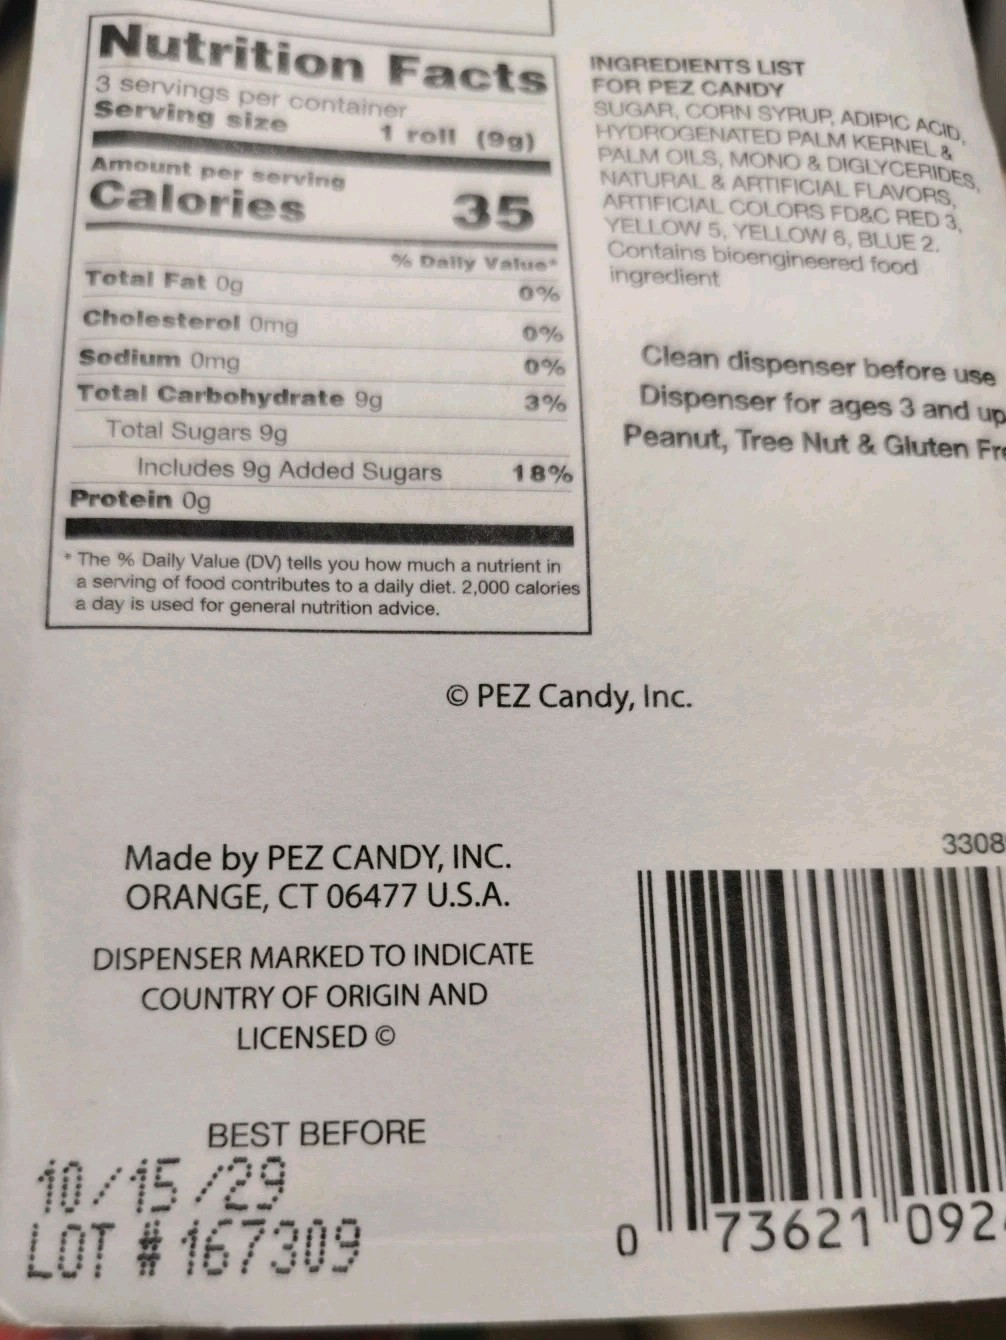 Nutrition Facts
3 servings per container
Serving size 1 roll (9g)
Amount per serving
Calories 35
% Daily Value*
Total Fat 0g 0%
Cholesterol 0mg 0%
Sodium 0mg 0%
Total Carbohydrate 9g 3%
Total Sugars 9g
Includes 9g Added Sugars 18%
Protein 0g
* The % Daily Value (DV) tells you how much a nutrient in
a serving of food contributes to a daily diet. 2,000 calories
a day is used for general nutrition advice.
INGREDIENTS LIST
FOR PEZ CANDY
SUGAR, CORN SYRUP, ADIPIC ACID,
HYDROGENATED PALM KERNEL &
PALM OILS, MONO & DIGLYCERIDES,
NATURAL & ARTIFICIAL FLAVORS,
ARTIFICIAL COLORS FD&C RED 3,
YELLOW 5, YELLOW 6, BLUE 2.
Contains bioengineered food
ingredient
Clean dispenser before use
Dispenser for ages 3 and up
Peanut, Tree Nut & Gluten Fre
© PEZ Candy, Inc.
Made by PEZ CANDY, INC.
ORANGE, CT 06477 U.S.A.
DISPENSER MARKED TO INDICATE
COUNTRY OF ORIGIN AND
LICENSED ©
BEST BEFORE
10/15/29
LOT # 167309
3308
0 73621 092